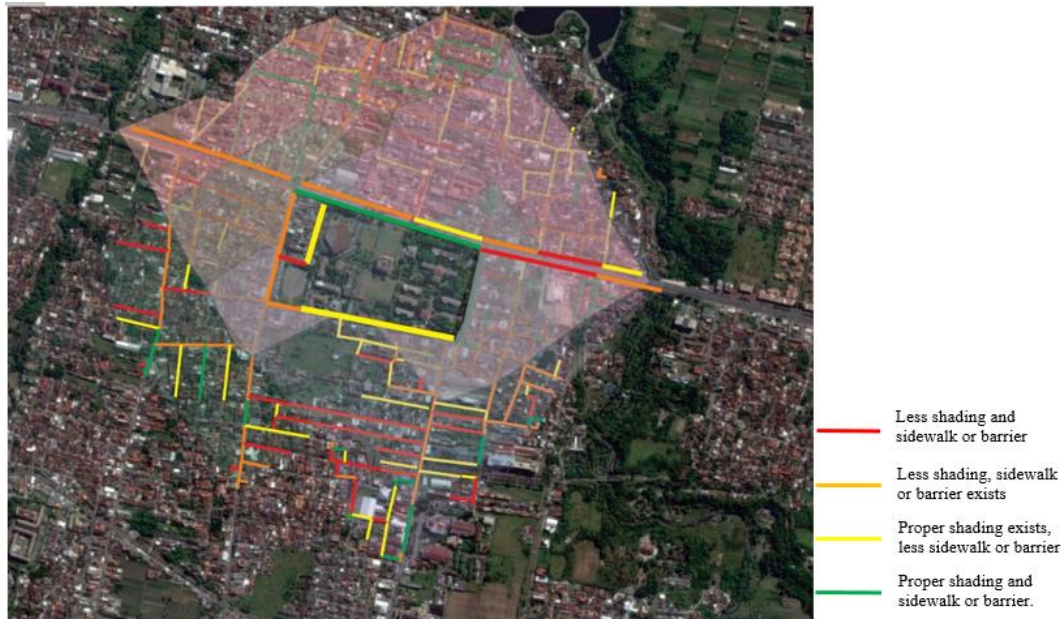 Less shading and
sidewalk or barrier
Less shading, sidewalk
or barrier exists
Proper shading exists,
less sidewalk or barrier
Proper shading and
sidewalk or barrier.